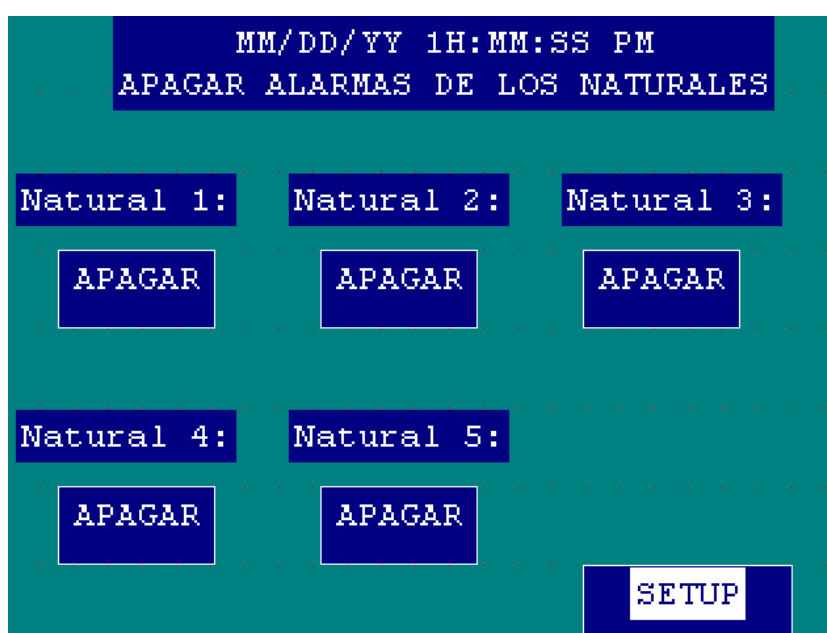 MM/DD/YY 1H:MM:SS PM
APAGAR ALARMAS DE LOS NATURALES
Natural 1: Natural 2: Natural 3:
APAGAR APAGAR APAGAR
Natural 4: Natural 5:
APAGAR APAGAR
SETUP